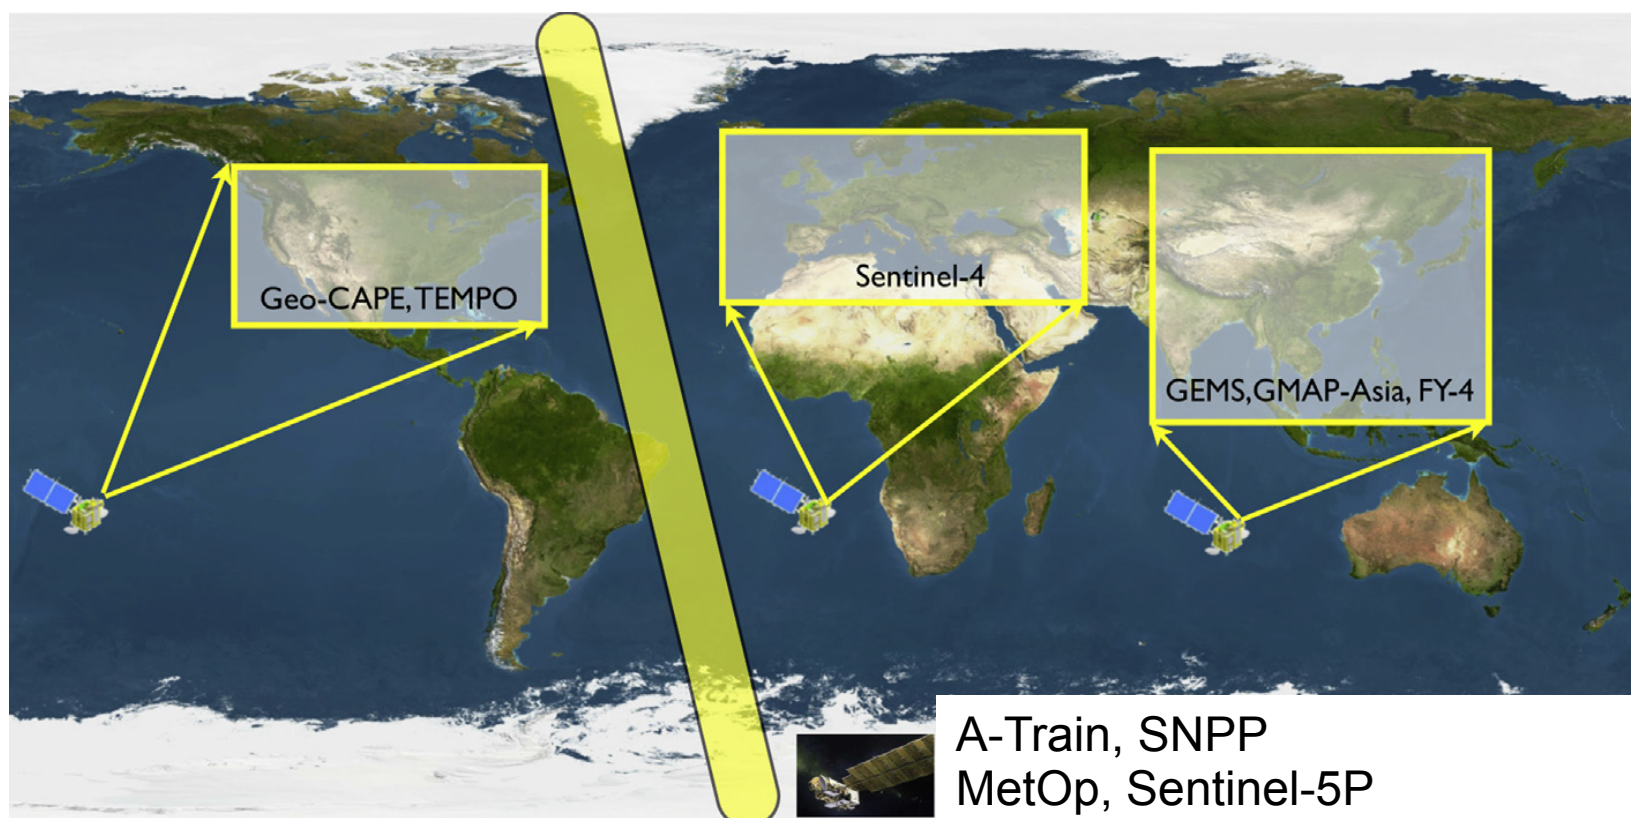 Geo-CAPE, TEMPO
Sentinel-4
GEMS,GMAP-Asia, FY-4
A-Train, SNPP
MetOp, Sentinel-5P